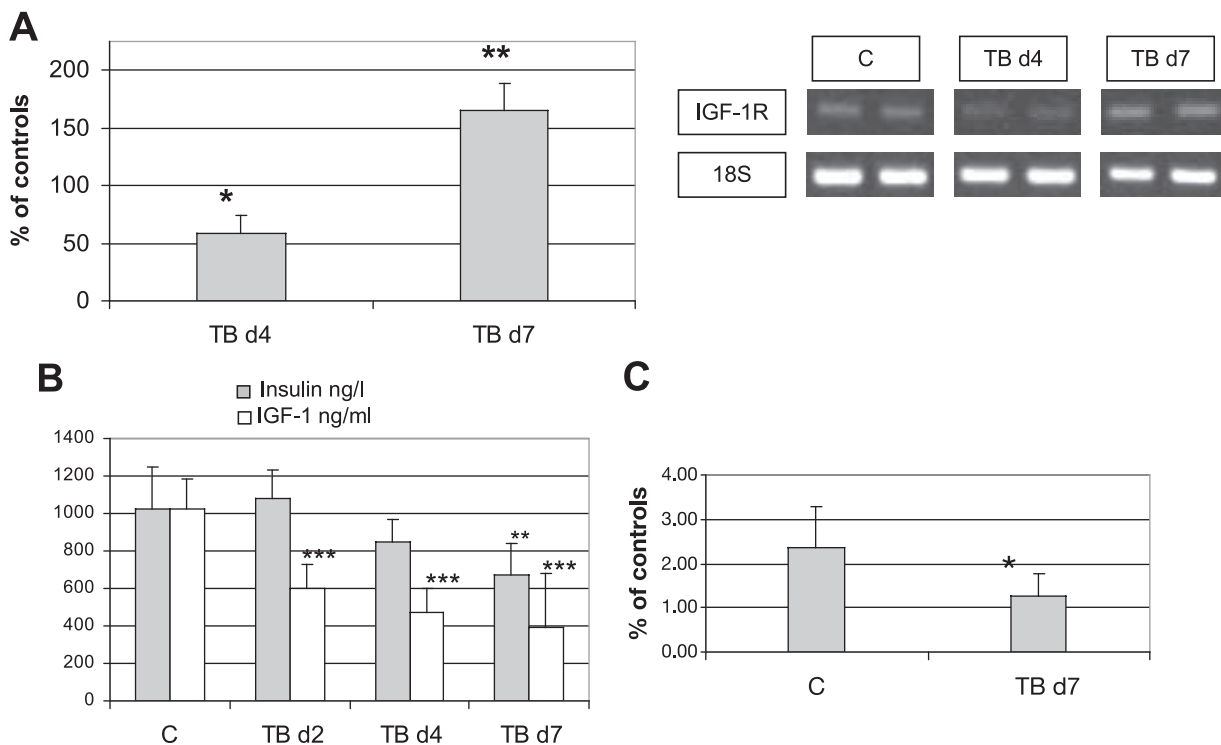 A
% of controls
200
150
100
50
0
*
**
TB d4
TB d7
C
TB d4
TB d7
IGF-1R
18S
B
Insulin ng/l
IGF-1 ng/ml
1400
1200
1000
800
600
400
200
0
***
***
**
***
C
TB d2
TB d4
TB d7
C
% of controls
4.00
3.00
2.00
1.00
0.00
*
C
TB d7